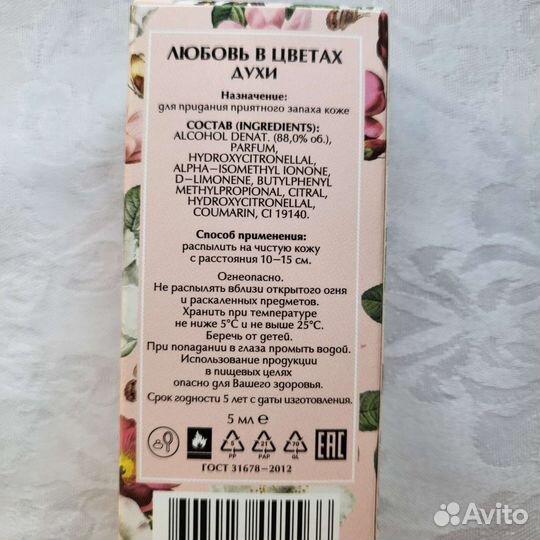 ЛЮБОВЬ В ЦВЕТАХ
ДУХИ
Назначение:
для придания приятного запаха коже
СОСТАВ (INGREDIENTS):
ALCOHOL DENAT. (88,0% об.),
PARFUM,
HYDROXYCITRONELLAL,
ALPHA-ISOMETHYL IONONE,
D-LIMONENE, BUTYLPHENYL
METHYLPROPIONAL, CITRAL,
HYDROXYCITRONELLAL,
COUMARIN, CI 19140.
Способ применения:
распылить на чистую кожу
с расстояния 10-15 см.
Огнеопасно.
Не распылять вблизи открытого огня
и раскаленных предметов.
Хранить при температуре
не ниже 5°С и не выше 25°С.
Беречь от детей.
При попадании в глаза промыть водой.
Использование продукции
в пищевых целях
опасно для Вашего здоровья.
Срок годности 5 лет с даты изготовления.
5 мл e
5 21 70 EAC
PP PAP GL
ГОСТ 31678-2012
Avito